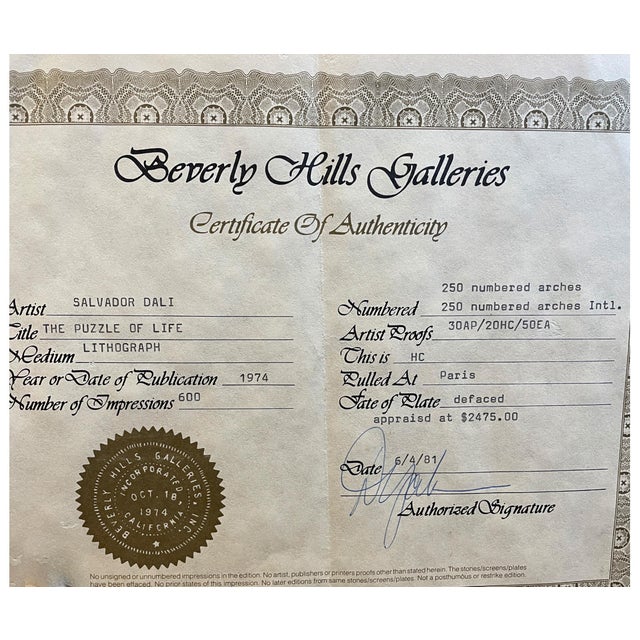 Beverly Hills Galleries
Certificate Of Authenticity
Artist SALVADOR DALI
Title THE PUZZLE OF LIFE
Medium LITHOGRAPH
Year or Date of Publication 1974
Number of Impressions 600
250 numbered arches
Numbered 250 numbered arches Intl.
Artist Proofs 30AP/20HC/50EA
This is HC
Pulled At Paris
Fate of Plate defaced
appraisd at $2475.00
Date 6/4/81
Authorized Signature
BEVERLY HILLS GALLERIES, INC.
INCORPORATED
OCT. 18,
1974
CALIFORNIA
No unsigned or unnumbered impressions in the edition. No artist, publishers or printers proofs other than stated herein. The stones/screens/plates
have been effaced. No prior states of this impression. No later editions from same stones/screens/plates. Not a posthumous or restrike edition.